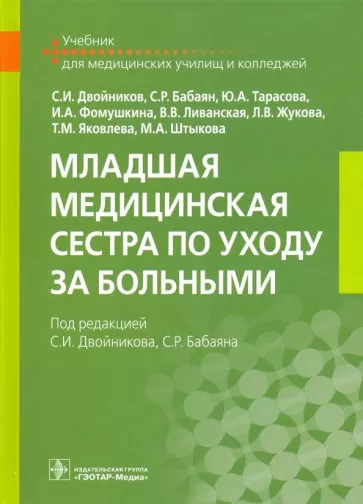 Учебник
для медицинских училищ и колледжей
С.И. Двойников, С.Р. Бабаян, Ю.А. Тарасова,
И.А. Фомушкина, В.В. Ливанская, Л.В. Жукова,
Т.М. Яковлева, М.А. Штыкова
МЛАДШАЯ
МЕДИЦИНСКАЯ
СЕСТРА ПО УХОДУ
ЗА БОЛЬНЫМИ
Под редакцией
С.И. Двойникова, С.Р. Бабаяна
ИЗДАТЕЛЬСКАЯ ГРУППА
«ГЭОТАР-Медиа»